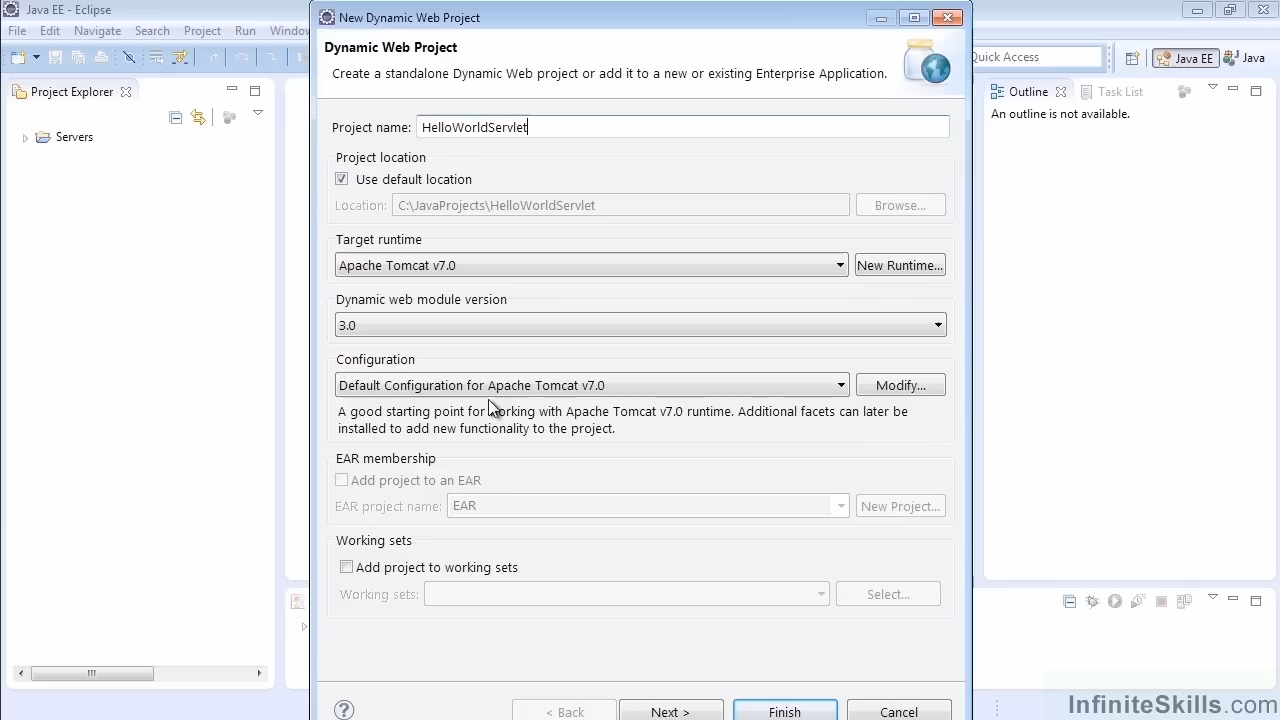 Java EE - Eclipse
File Edit Navigate Search Project Run Window
Quick Access
Java EE
Java
Project Explorer
Servers
New Dynamic Web Project
Dynamic Web Project
Create a standalone Dynamic Web project or add it to a new or existing Enterprise Application.
Project name: HelloWorldServlet
Project location
Use default location
Location: C:\JavaProjects\HelloWorldServlet Browse...
Target runtime
Apache Tomcat v7.0 New Runtime...
Dynamic web module version
3.0
Configuration
Default Configuration for Apache Tomcat v7.0 Modify...
A good starting point for working with Apache Tomcat v7.0 runtime. Additional facets can later be
installed to add new functionality to the project.
EAR membership
Add project to an EAR
EAR project name: EAR New Project...
Working sets
Add project to working sets
Working sets: Select...
< Back Next > Finish Cancel
Outline Task List
An outline is not available.
InfiniteSkills.com